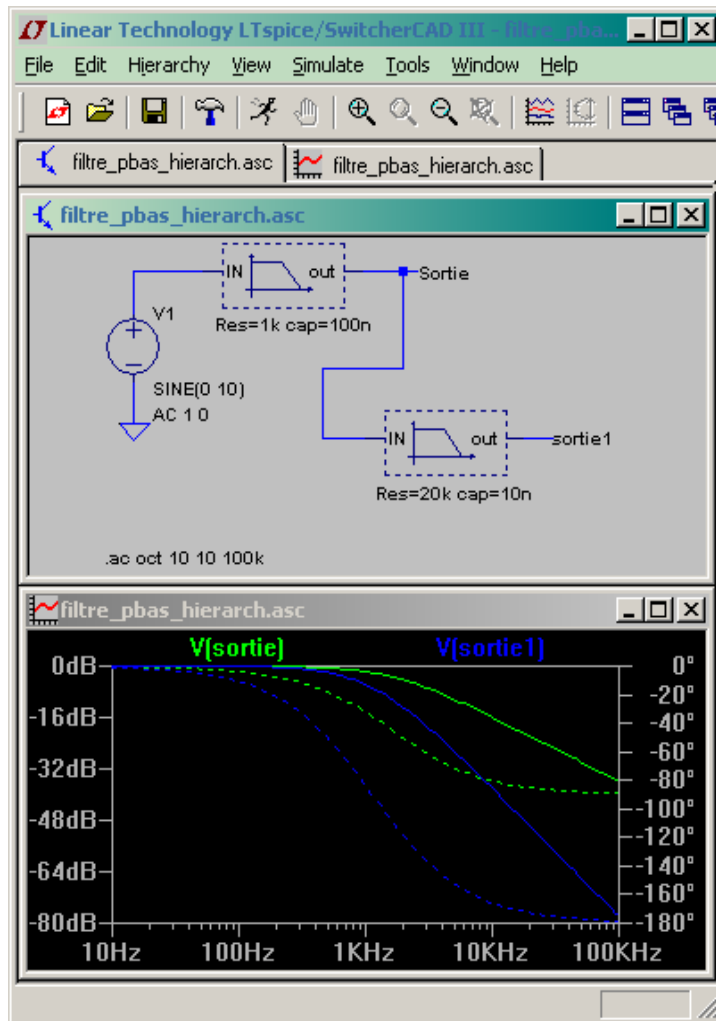 Linear Technology LTspice/SwitcherCAD III - filtre_pba...
File Edit Hierarchy View Simulate Tools Window Help
filtre_pbas_hierarch.asc filtre_pbas_hierarch.asc
filtre_pbas_hierarch.asc
IN out Sortie
V1
Res=1k cap=100n
SINE(0 10)
AC 1 0
IN out sortie1
Res=20k cap=10n
.ac oct 10 10 100k
filtre_pbas_hierarch.asc
V(sortie) V(sortie1)
0dB 0°
-20°
-16dB -40°
-60°
-32dB -80°
-100°
-48dB -120°
-64dB -140°
-160°
-80dB -180°
10Hz 100Hz 1KHz 10KHz 100KHz